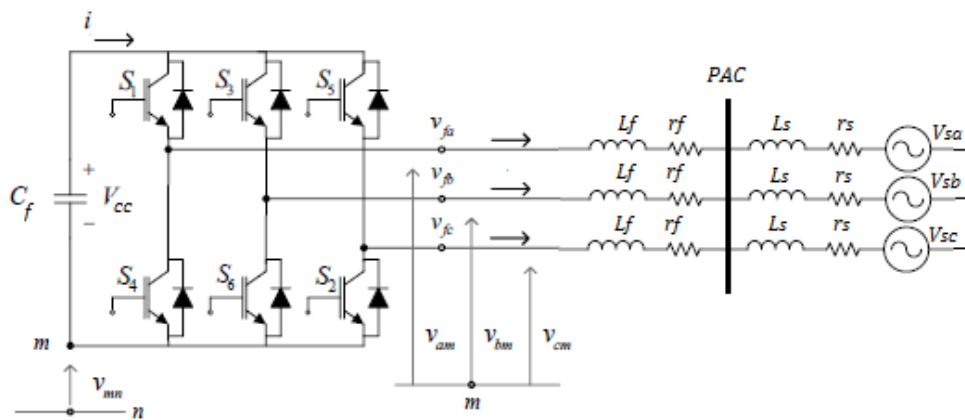 i
S1 S3 S5
PAC
Vsa
Vsb
Vsc
vfa
vfb
vfc
Lf rf Ls rs
Lf rf Ls rs
Lf rf Ls rs
Cf
+
Vcc
−
S4 S6 S2
vam vbm vcm
m
vmn
n
m